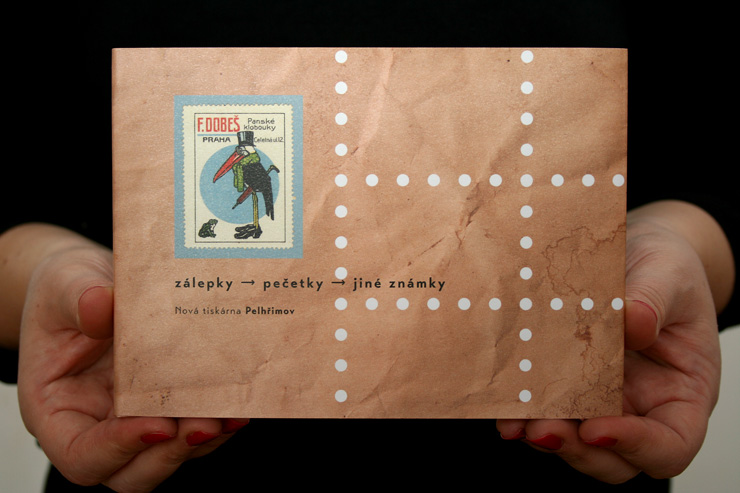 F. DOBEŠ Panské
klobouky
PRAHA Celetná ul.12.
zálepky → pečetky → jiné známky
Nová tiskárna Pelhřimov